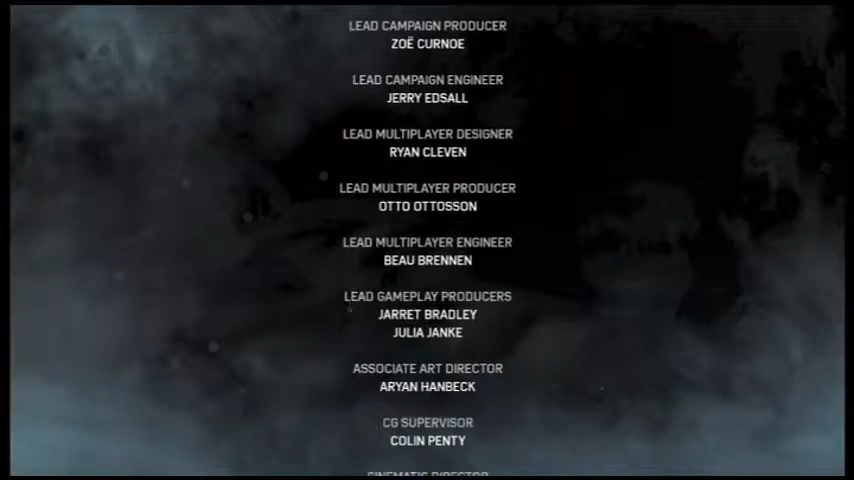 LEAD CAMPAIGN PRODUCER
ZOË CURNOE
LEAD CAMPAIGN ENGINEER
JERRY EDSALL
LEAD MULTIPLAYER DESIGNER
RYAN CLEVEN
LEAD MULTIPLAYER PRODUCER
OTTO OTTOSSON
LEAD MULTIPLAYER ENGINEER
BEAU BRENNEN
LEAD GAMEPLAY PRODUCERS
JARRET BRADLEY
JULIA JANKE
ASSOCIATE ART DIRECTOR
ARYAN HANBECK
CG SUPERVISOR
COLIN PENTY
CINEMATIC DIRECTOR